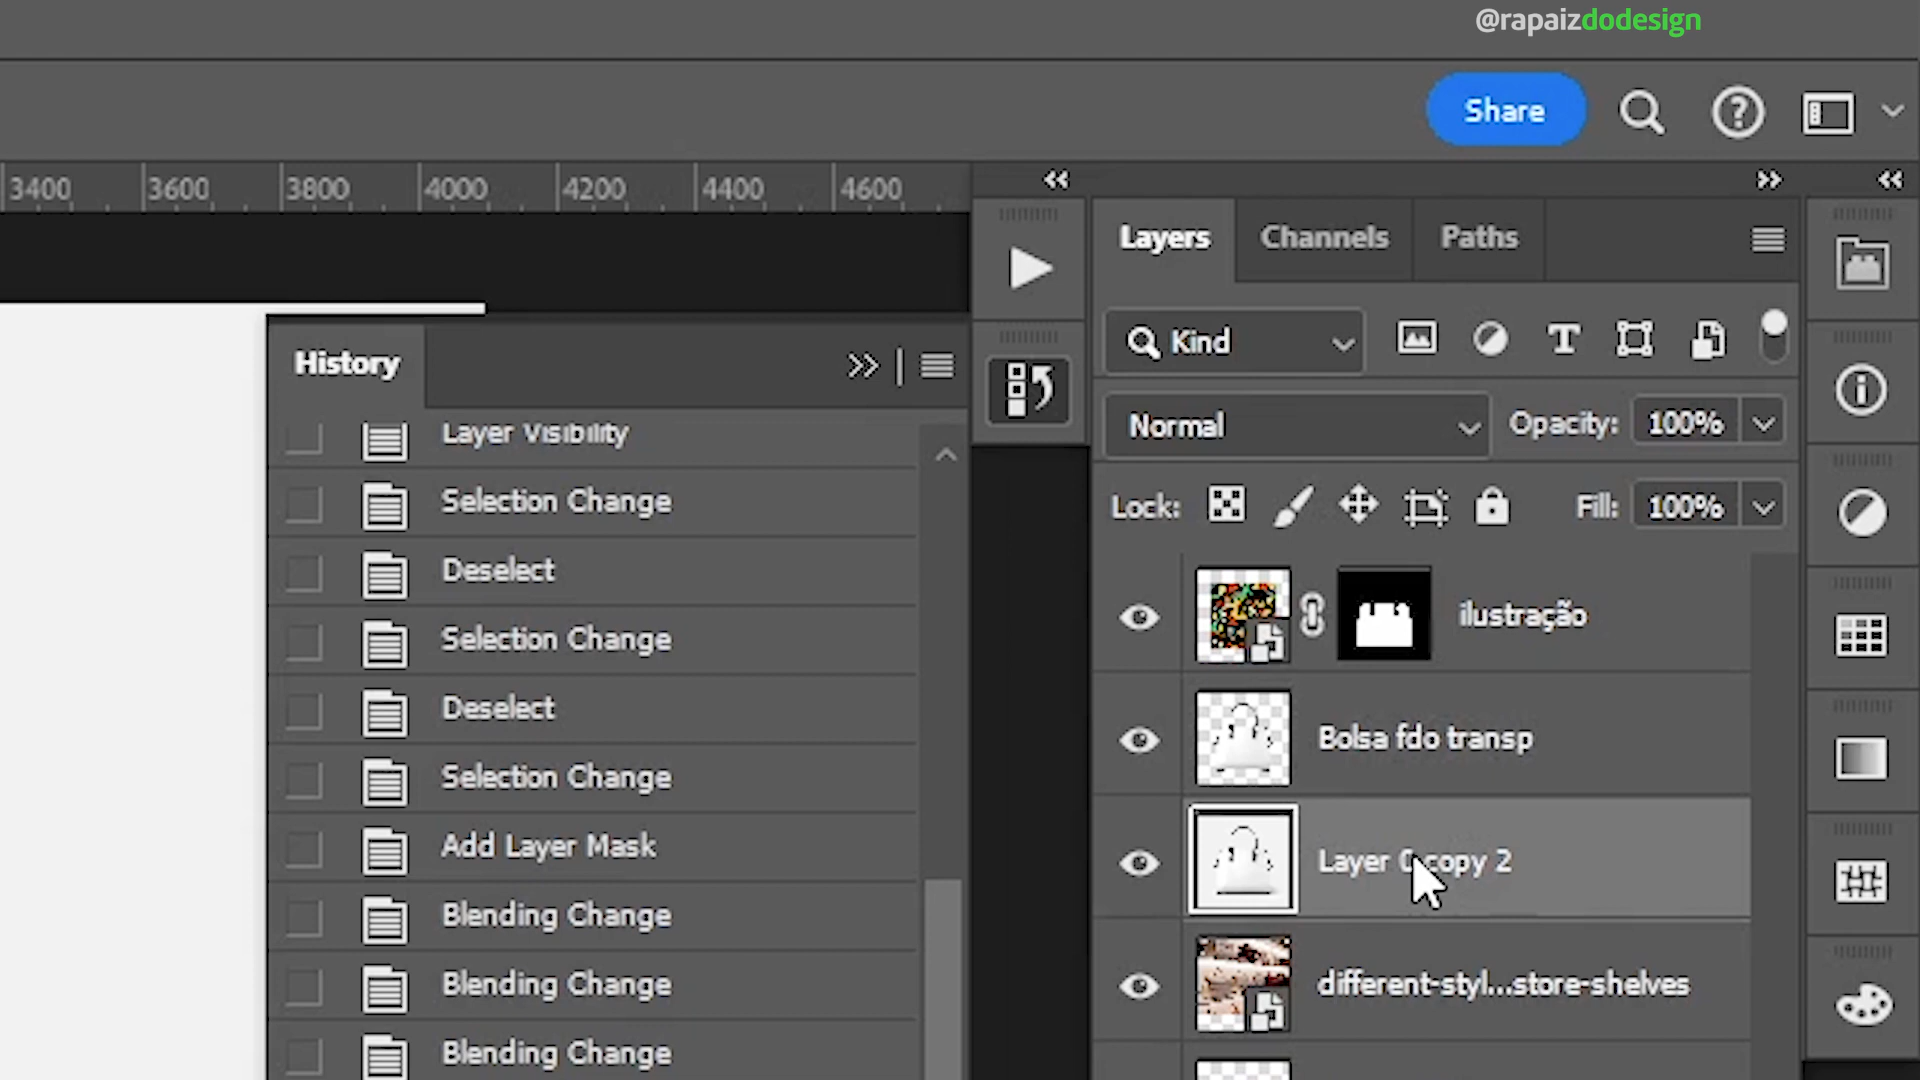 @rapaizdodesign
Share
3400 3600 3800 4000 4200 4400 4600
Layers Channels Paths
Kind
Normal Opacity: 100%
Lock: Fill: 100%
ilustração
Bolsa fdo transp
Layer 0 copy 2
different-styl...store-shelves
History
Layer Visibility
Selection Change
Deselect
Selection Change
Deselect
Selection Change
Add Layer Mask
Blending Change
Blending Change
Blending Change